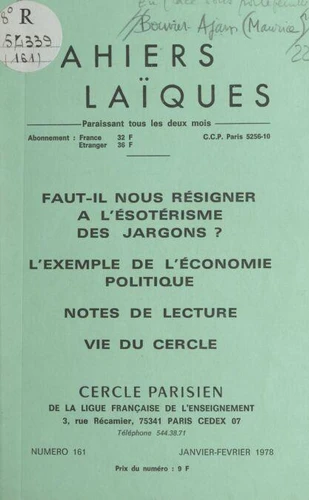 8° R
54339
(161)
Bouvier-Ajam (Maurice)
AHIERS
LAÏQUES
Paraissant tous les deux mois
Abonnement : France 32 F C.C.P. Paris 5256-10
Etranger 36 F
FAUT-IL NOUS RÉSIGNER
A L'ÉSOTÉRISME
DES JARGONS ?
L'EXEMPLE DE L'ÉCONOMIE
POLITIQUE
NOTES DE LECTURE
VIE DU CERCLE
CERCLE PARISIEN
DE LA LIGUE FRANÇAISE DE L'ENSEIGNEMENT
3, rue Récamier, 75341 PARIS CEDEX 07
Téléphone 544.38.71
NUMERO 161 JANVIER-FEVRIER 1978
Prix du numéro : 9 F